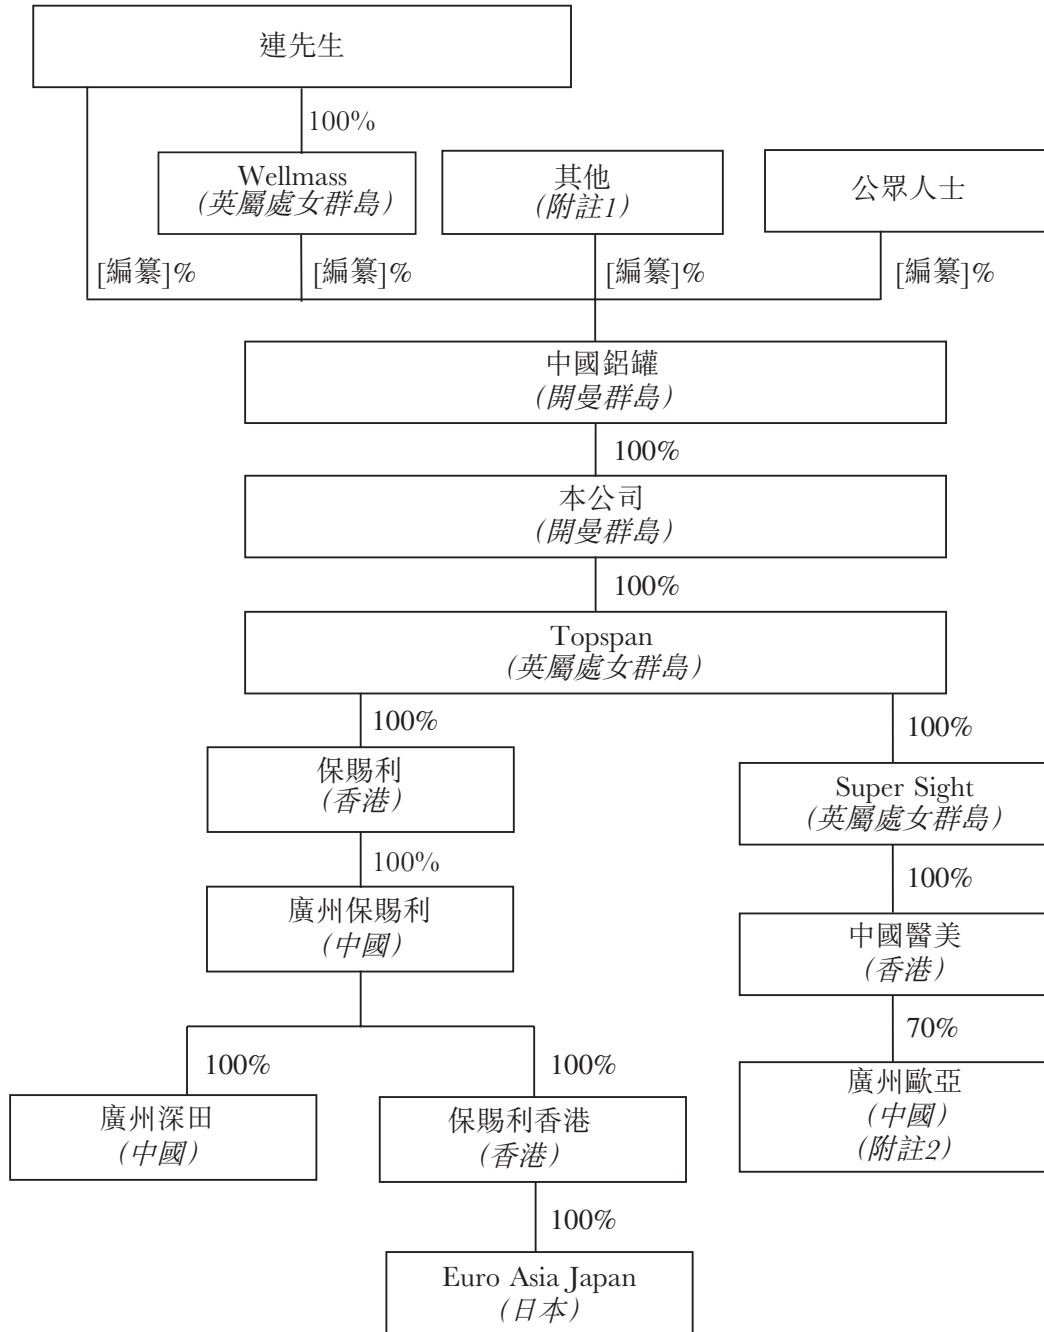 連先生
100%
Wellmass
(英屬處女群島)
其他
(附註1)
公眾人士
[編纂]%
[編纂]%
[編纂]%
[編纂]%
中國鋁罐
(開曼群島)
100%
本公司
(開曼群島)
100%
Topspan
(英屬處女群島)
100%
100%
保賜利
(香港)
Super Sight
(英屬處女群島)
100%
100%
廣州保賜利
(中國)
中國醫美
(香港)
70%
100%
100%
廣州歐亞
(中國)
(附註2)
廣州深田
(中國)
保賜利香港
(香港)
100%
Euro Asia Japan
(日本)